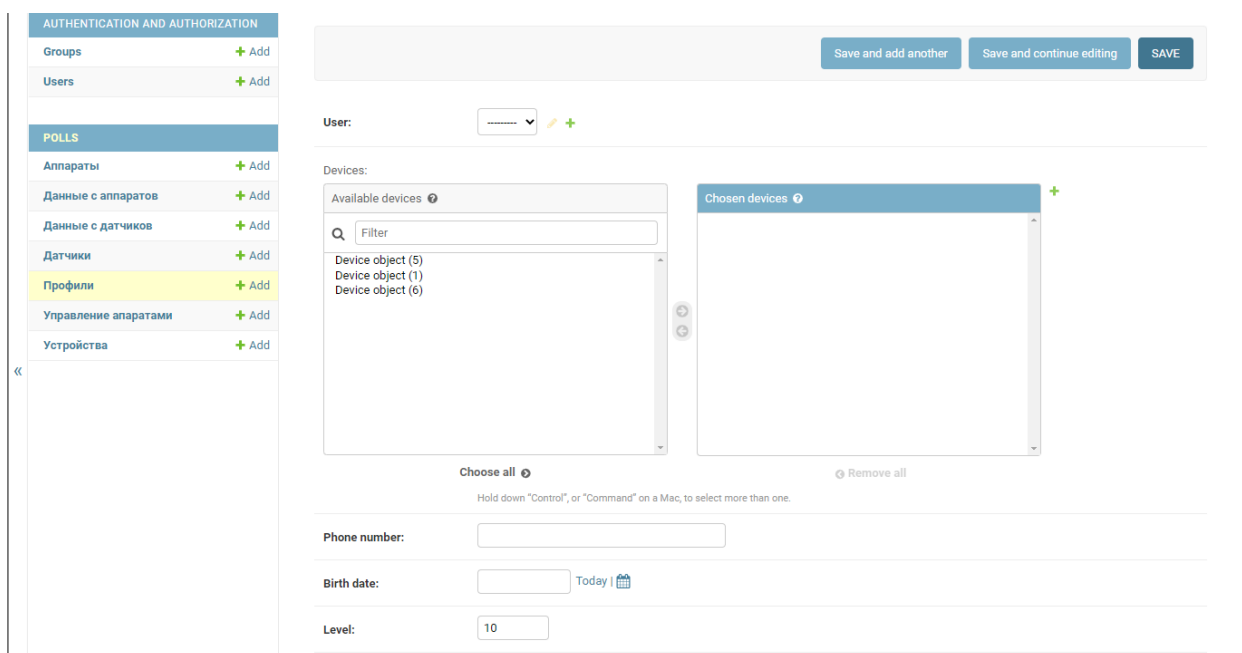 AUTHENTICATION AND AUTHORIZATION
Groups + Add
Users + Add
POLLS
Аппараты + Add
Данные с аппаратов + Add
Данные с датчиков + Add
Датчики + Add
Профили + Add
Управление апаратами + Add
Устройства + Add
«
Save and add another Save and continue editing SAVE
User: ---------
Devices:
Available devices
Filter
Device object (5)
Device object (1)
Device object (6)
Choose all
Chosen devices
Remove all
Hold down "Control", or "Command" on a Mac, to select more than one.
Phone number:
Birth date: Today |
Level: 10